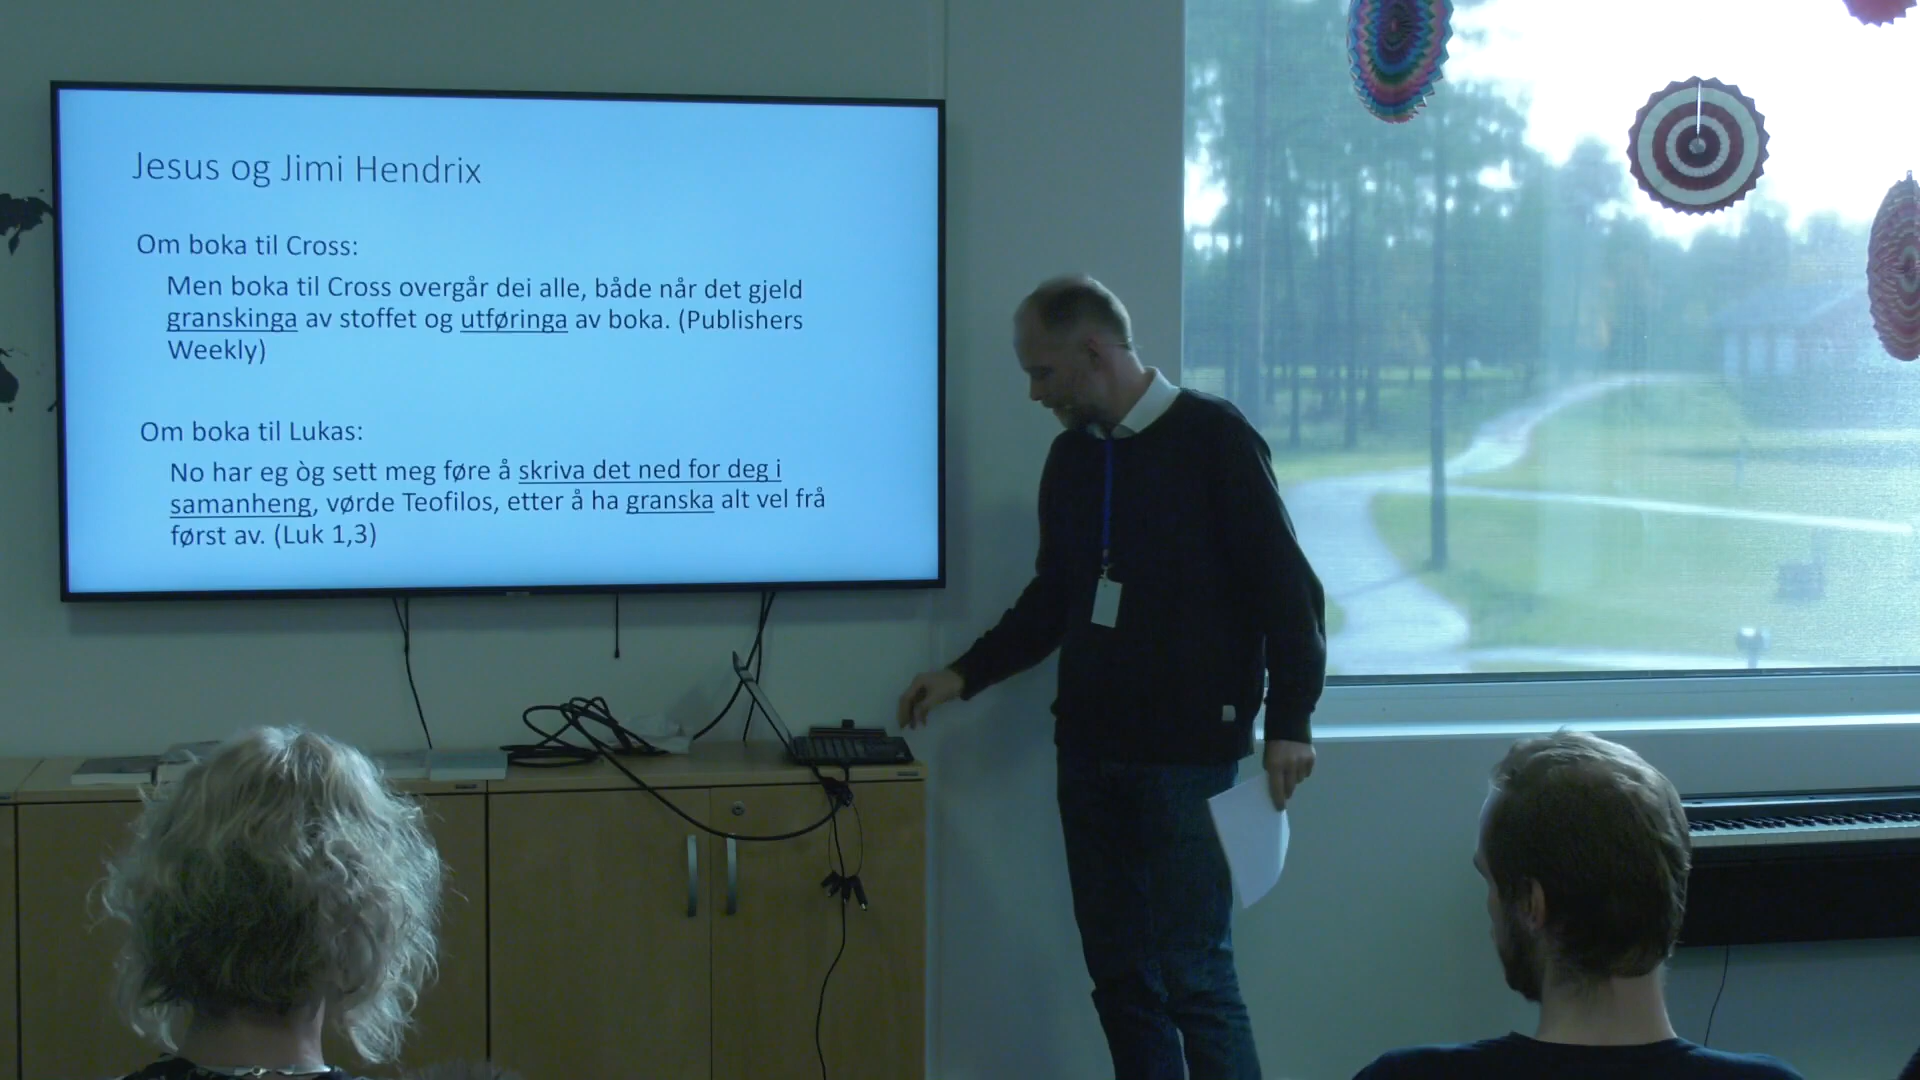 Jesus og Jimi Hendrix
Om boka til Cross:
Men boka til Cross overgår dei alle, både når det gjeld
granskinga av stoffet og utføringa av boka. (Publishers
Weekly)
Om boka til Lukas:
No har eg òg sett meg føre å skriva det ned for deg i
samanheng, vørde Teofilos, etter å ha granska alt vel frå
først av. (Luk 1,3)